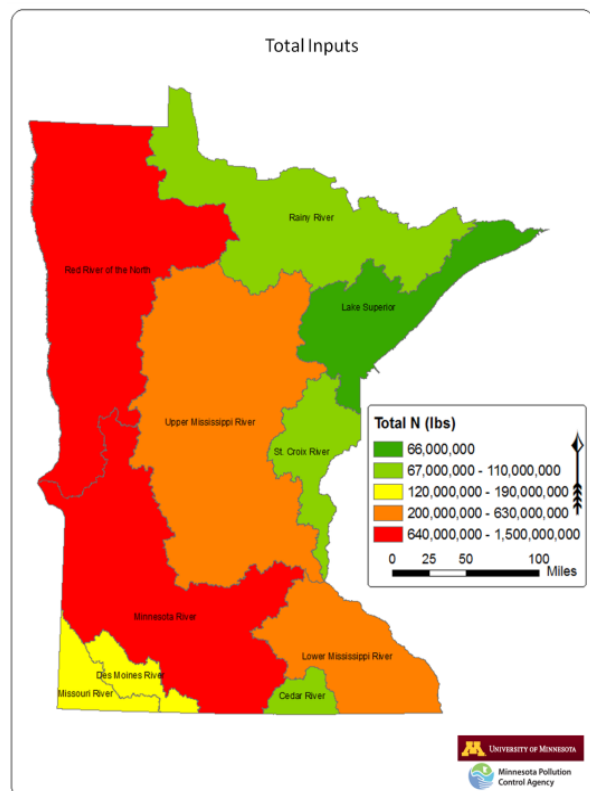 Total Inputs
Rainy River
Red River of the North
Lake Superior
Upper Mississippi River
St. Croix River
Total N (lbs)
66,000,000
67,000,000 - 110,000,000
120,000,000 - 190,000,000
200,000,000 - 630,000,000
640,000,000 - 1,500,000,000
0 25 50 100
Miles
Minnesota River
Lower Mississippi River
Des Moines River
Missouri River
Cedar River
M
University of Minnesota
Minnesota Pollution
Control Agency